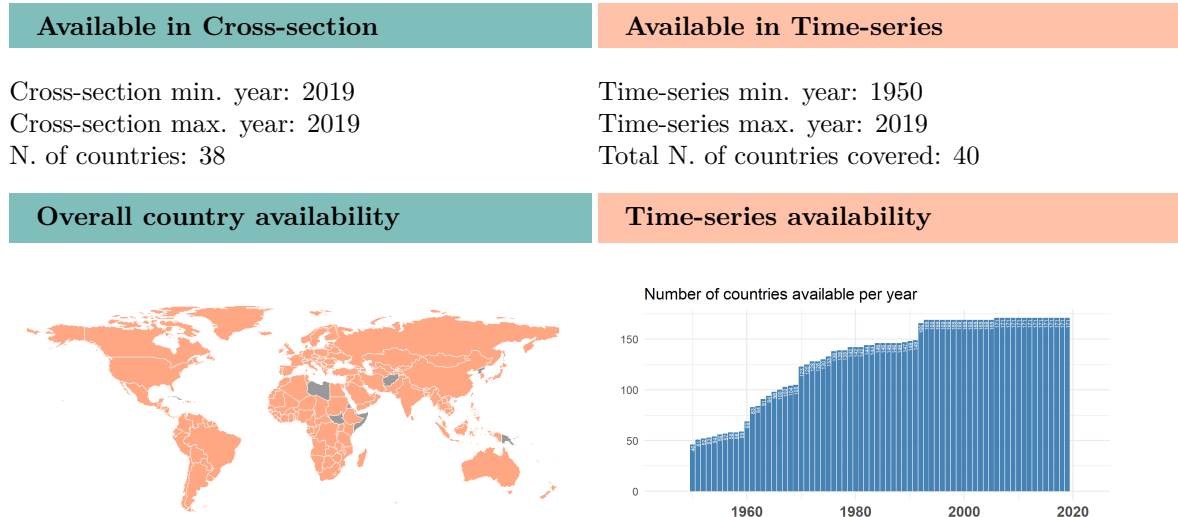 Available in Cross-section
Available in Time-series
Cross-section min. year: 2019
Cross-section max. year: 2019
N. of countries: 38
Time-series min. year: 1950
Time-series max. year: 2019
Total N. of countries covered: 40
Overall country availability
Time-series availability
Number of countries available per year
150
100
50
0
1960
1980
2000
2020